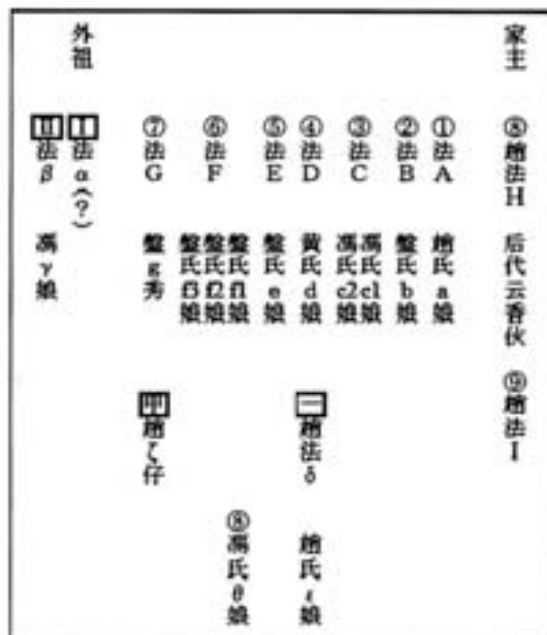 家主　⑧趙法H　后代云香伙　⑨趙法I
①法A　趙氏a娘
②法B　盤氏b娘
③法C　馮氏c1娘
馮氏c2娘
④法D　黄氏d娘　一趙法δ　趙氏ε娘
⑤法E　盤氏e娘
⑥法F　盤氏f1娘　⑧馮氏θ娘
盤氏f2娘
盤氏f3娘
⑦法G　盤g秀　甲趙ζ仔
外祖　I法α(?)
II法β　馮γ娘